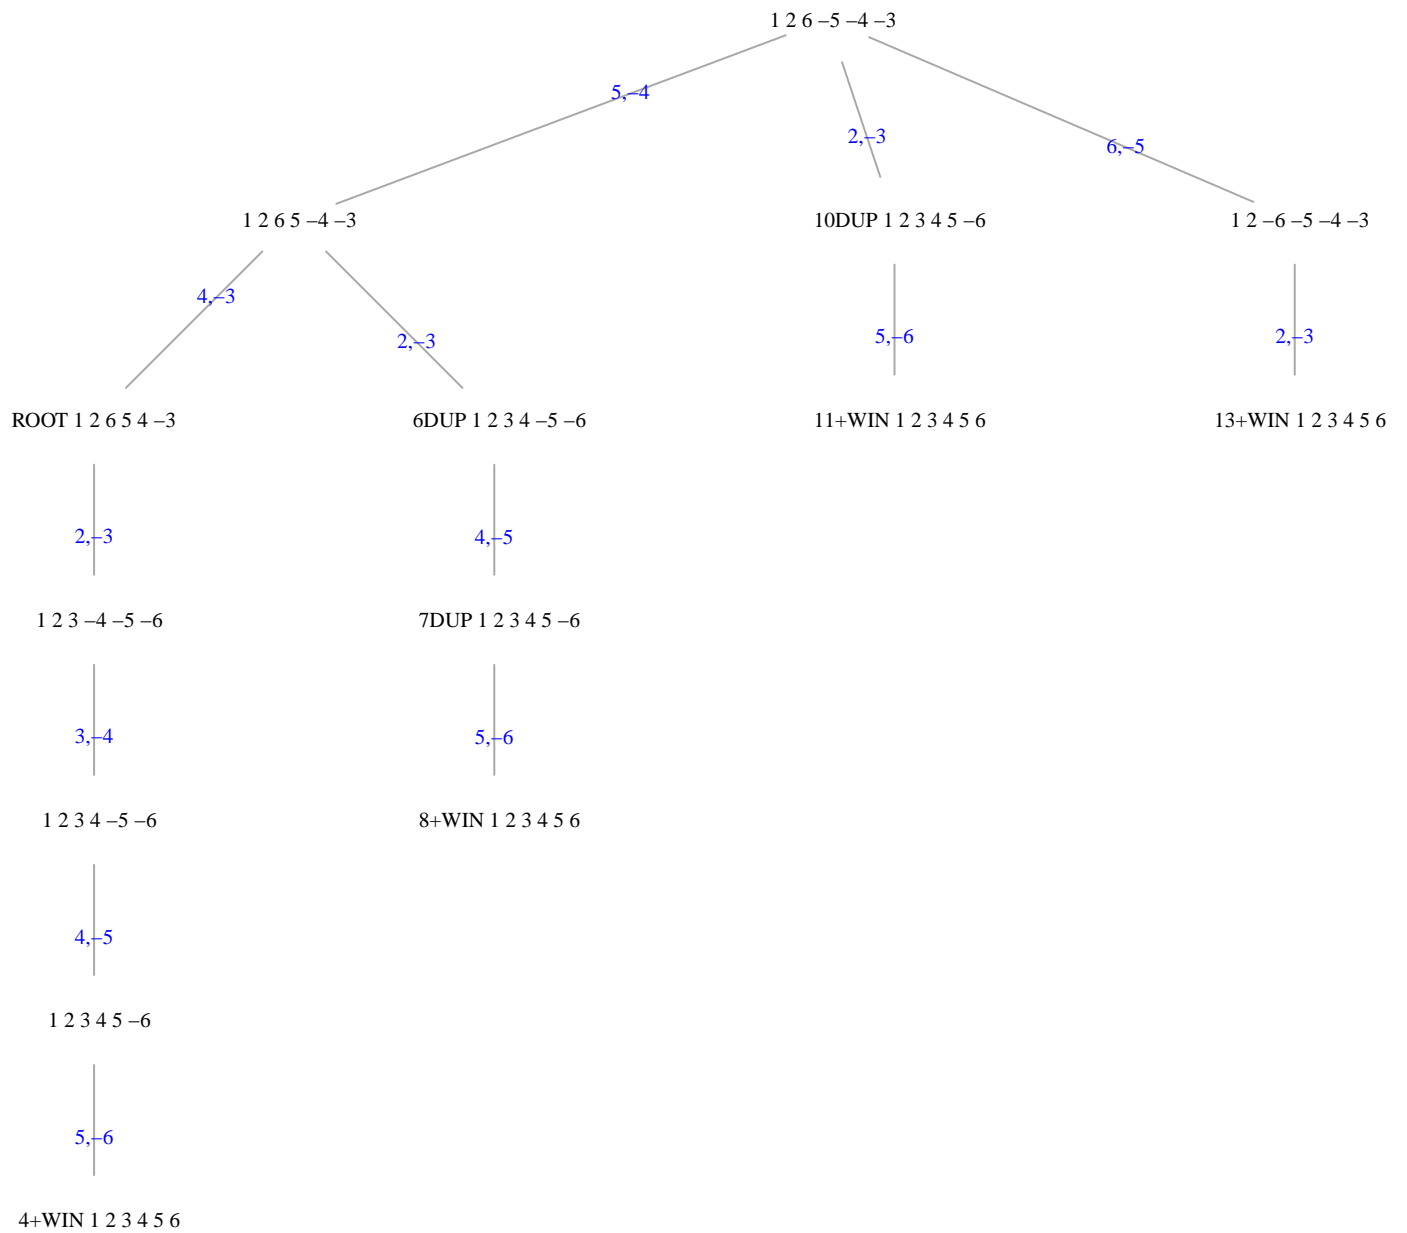 1 2 6 –5 –4 –3
5,–4
2,–3
6,–5
1 2 6 5 –4 –3
10DUP 1 2 3 4 5 –6
1 2 –6 –5 –4 –3
4,–3
2,–3
5,–6
2,–3
ROOT 1 2 6 5 4 –3
6DUP 1 2 3 4 –5 –6
11+WIN 1 2 3 4 5 6
13+WIN 1 2 3 4 5 6
2,–3
4,–5
1 2 3 –4 –5 –6
7DUP 1 2 3 4 5 –6
3,–4
5,–6
1 2 3 4 –5 –6
8+WIN 1 2 3 4 5 6
4,–5
1 2 3 4 5 –6
5,–6
4+WIN 1 2 3 4 5 6